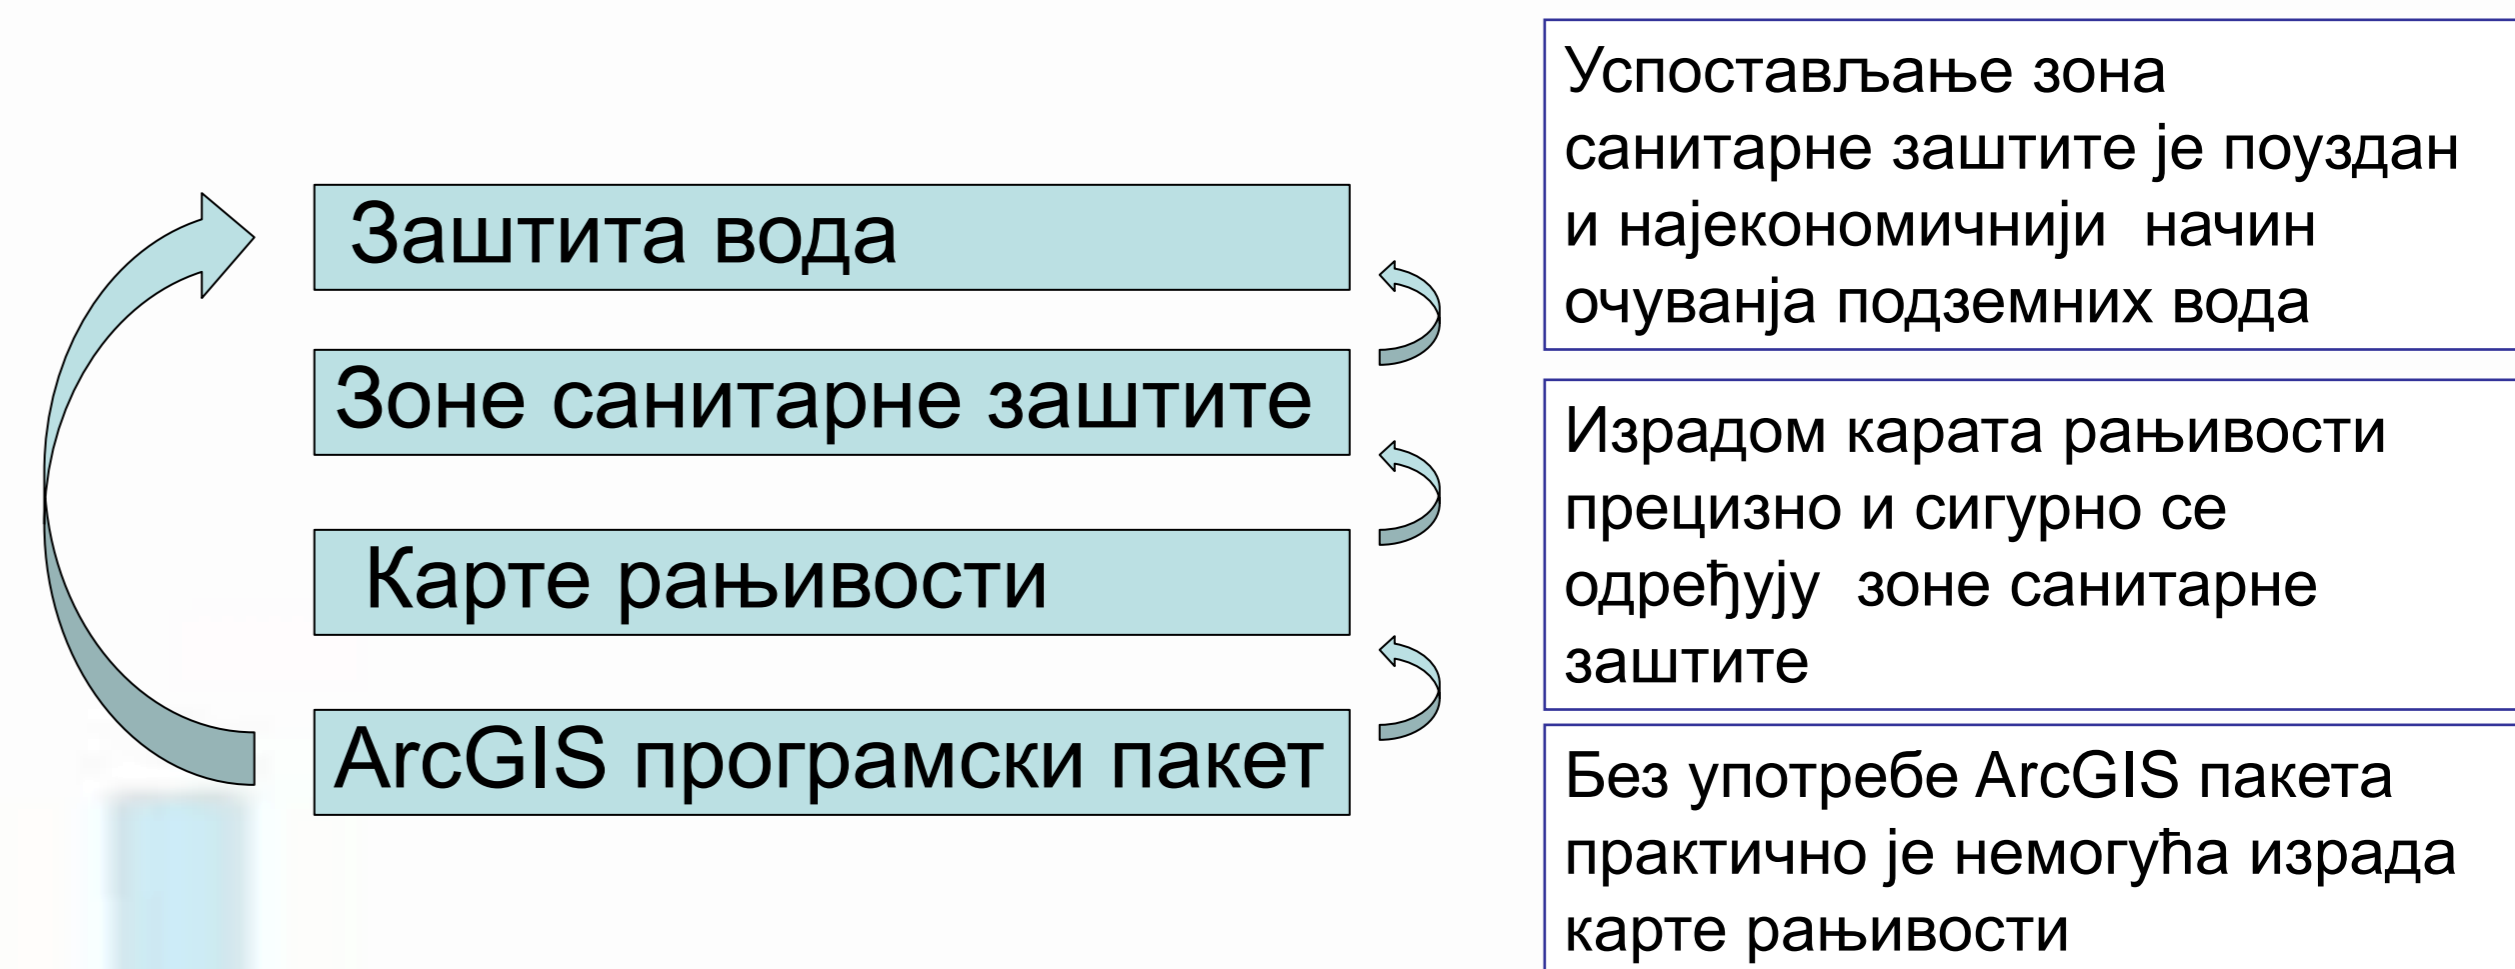 Заштита вода
Зоне санитарне заштите
Карте рањивости
ArcGIS програмски пакет
Успостављање зона
санитарне заштите је поуздан
и најекономичнији начин
очуванја подземних вода
Израдом карата рањивости
прецизно и сигурно се
одређују зоне санитарне
заштите
Без употребе ArcGIS пакета
практично је немогућа израда
карте рањивости